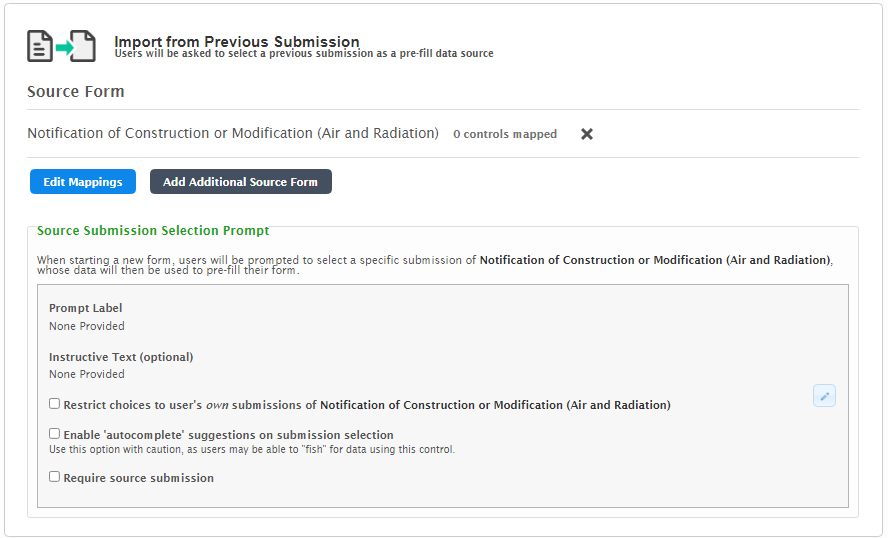 Import from Previous Submission
Users will be asked to select a previous submission as a pre-fill data source
Source Form
Notification of Construction or Modification (Air and Radiation) 0 controls mapped
Edit Mappings Add Additional Source Form
Source Submission Selection Prompt
When starting a new form, users will be prompted to select a specific submission of Notification of Construction or Modification (Air and Radiation),
whose data will then be used to pre-fill their form.
Prompt Label
None Provided
Instructive Text (optional)
None Provided
Restrict choices to user's own submissions of Notification of Construction or Modification (Air and Radiation)
Enable 'autocomplete' suggestions on submission selection
Use this option with caution, as users may be able to "fish" for data using this control.
Require source submission